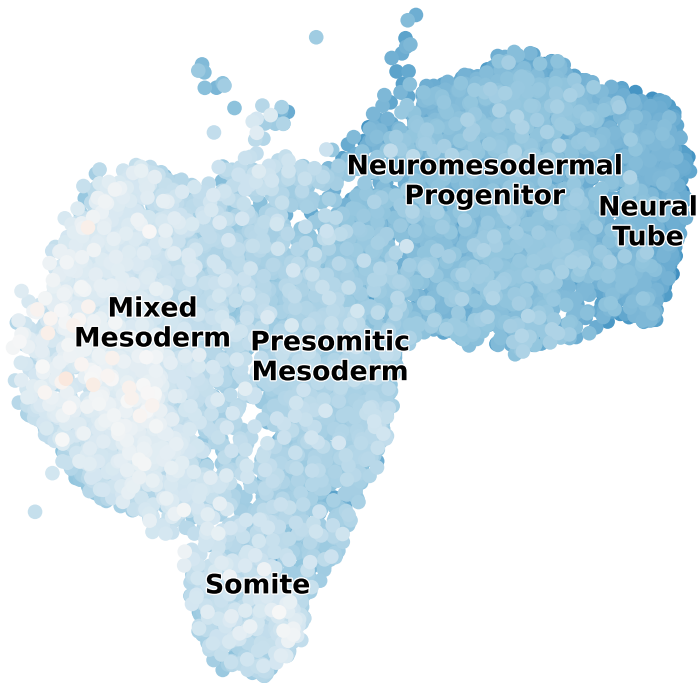 Neuromesodermal
Progenitor
Neural
Tube
Mixed
Mesoderm
Presomitic
Mesoderm
Somite